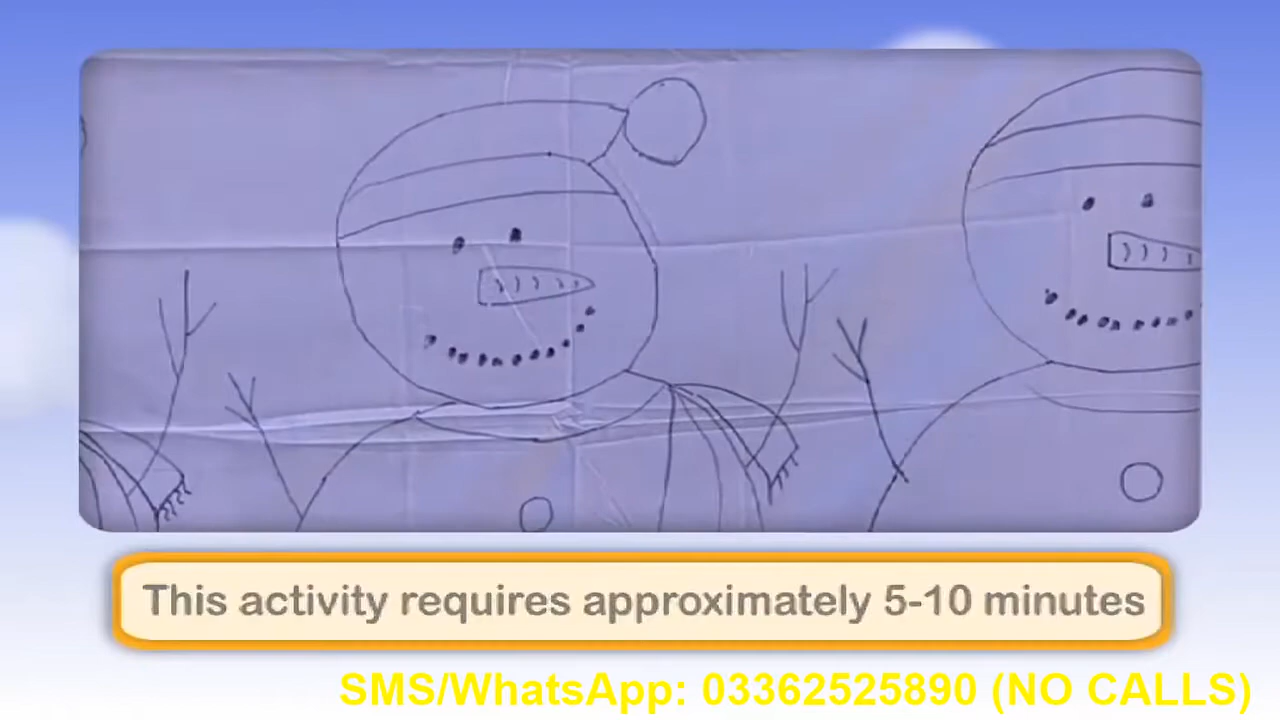 This activity requires approximately 5-10 minutes
SMS/WhatsApp: 03362525890 (NO CALLS)